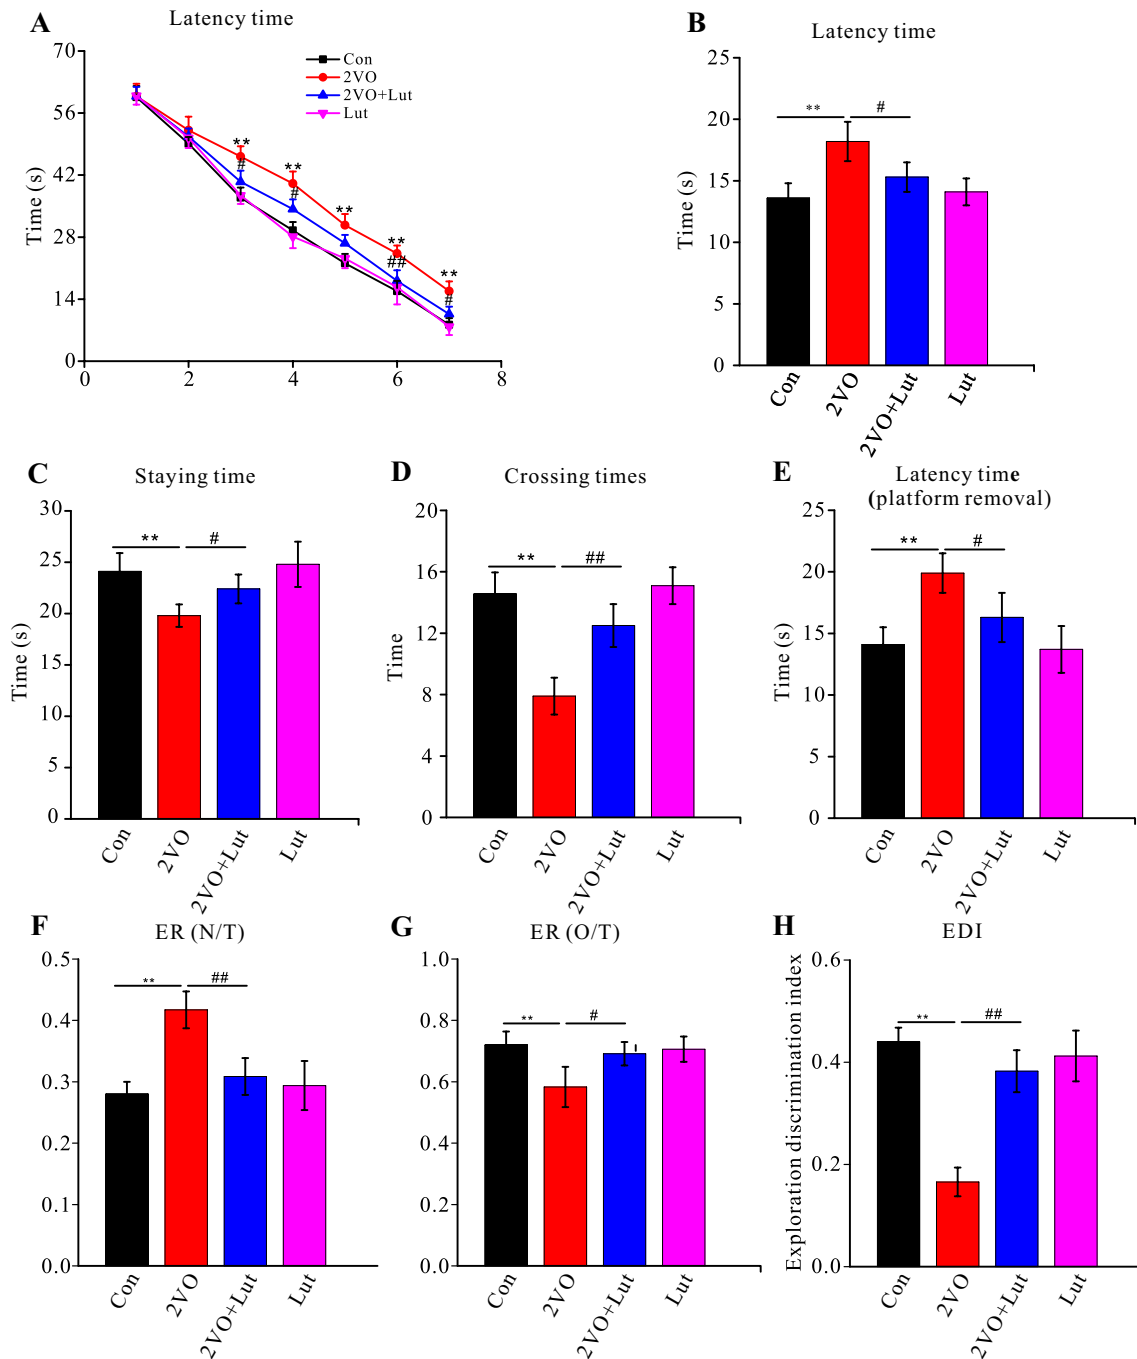 A
Latency time
Time (s)
70
56
42
28
14
0
0
2
4
6
8
Con
2VO
2VO+Lut
Lut
**
#
**
#
**
**
##
**
#
B
Latency time
Time (s)
25
20
15
10
5
0
**
#
Con
2VO
2VO+Lut
Lut
C
Staying time
Time (s)
30
25
20
15
10
5
0
**
#
Con
2VO
2VO+Lut
Lut
D
Crossing times
Time
20
16
12
8
4
0
**
##
Con
2VO
2VO+Lut
Lut
E
Latency time
(platform removal)
Time (s)
25
20
15
10
5
0
**
#
Con
2VO
2VO+Lut
Lut
F
ER (N/T)
0.5
0.4
0.3
0.2
0.1
0.0
**
##
Con
2VO
2VO+Lut
Lut
G
ER (O/T)
1.0
0.8
0.6
0.4
0.2
0.0
**
#
Con
2VO
2VO+Lut
Lut
H
EDI
Exploration discrimination index
0.6
0.4
0.2
0.0
**
##
Con
2VO
2VO+Lut
Lut